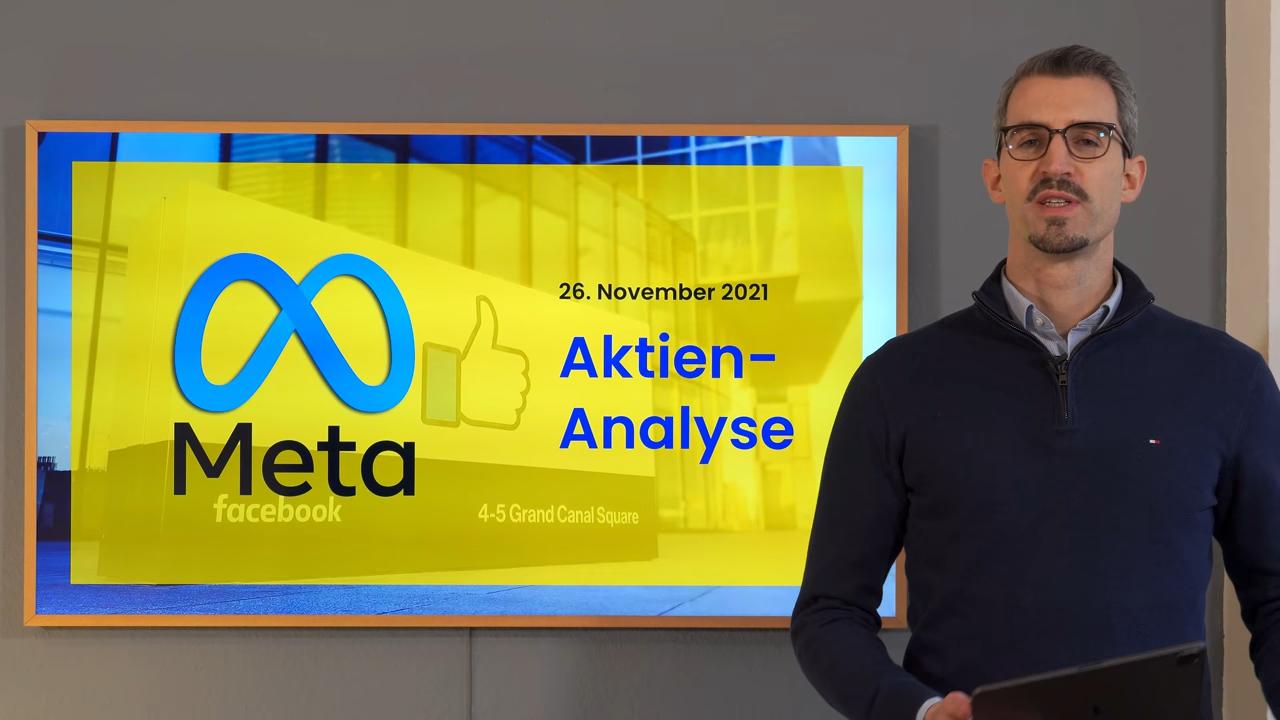 Meta
facebook
4-5 Grand Canal Square
26. November 2021
Aktien-
Analyse